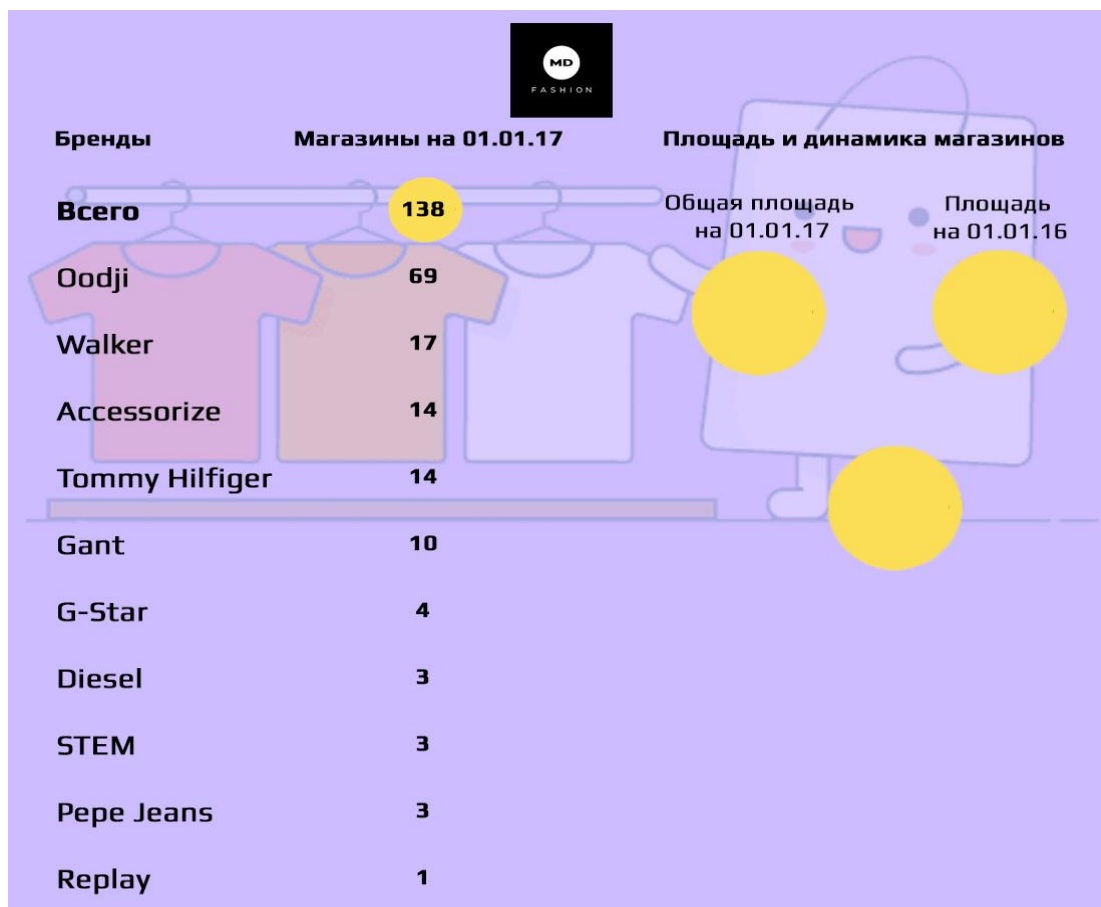 MD
FASHION
Бренды Магазины на 01.01.17 Площадь и динамика магазинов
Всего 138
Общая площадь
на 01.01.17
Площадь
на 01.01.16
Oodji 69
Walker 17
Accessorize 14
Tommy Hilfiger 14
Gant 10
G-Star 4
Diesel 3
STEM 3
Pepe Jeans 3
Replay 1